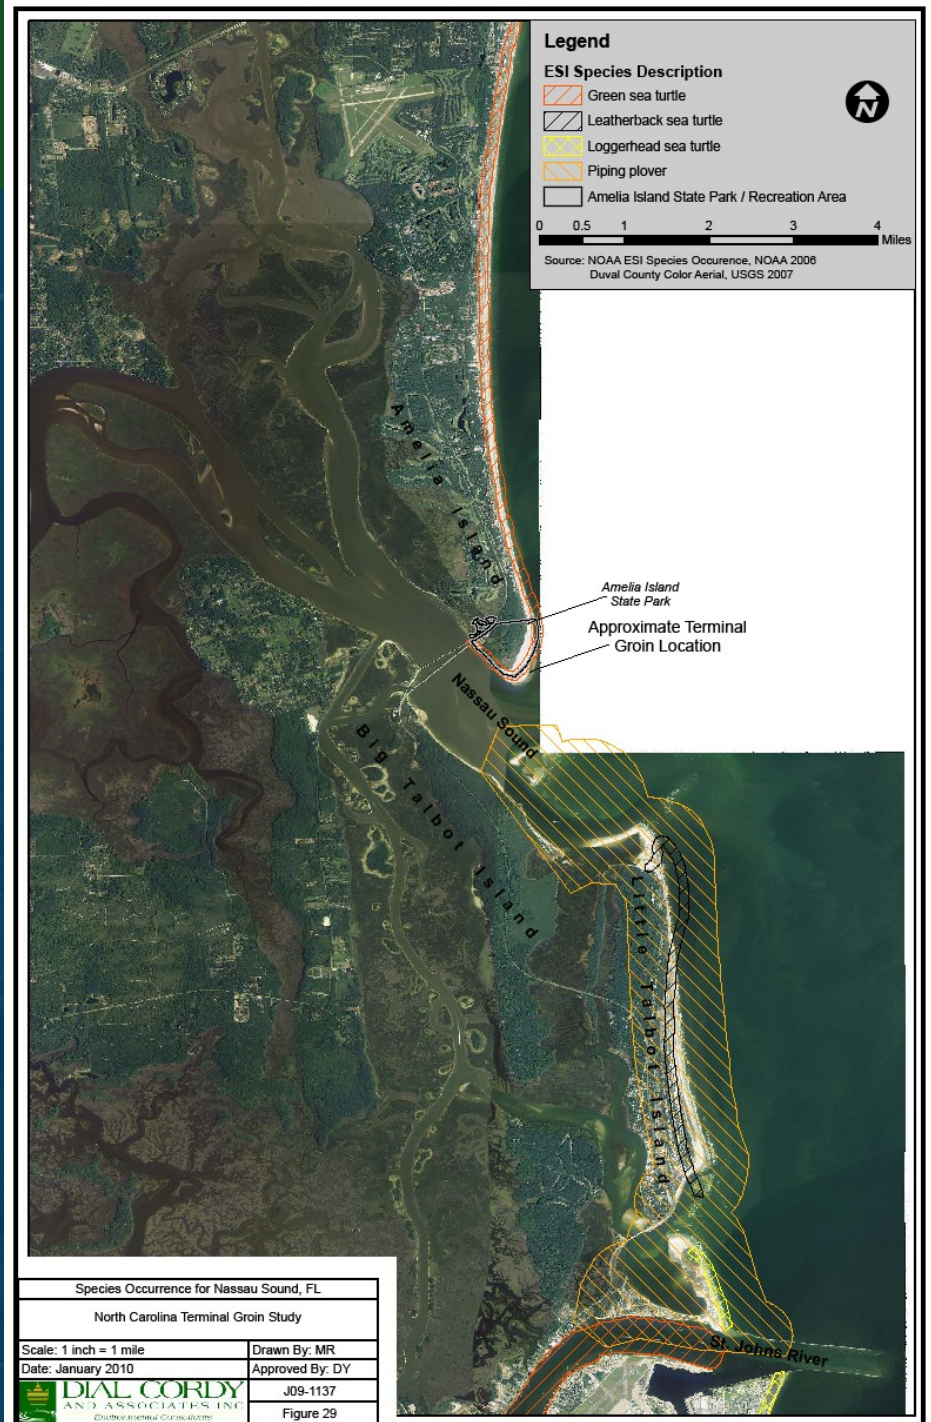 Legend
ESI Species Description
Green sea turtle
Leatherback sea turtle
Loggerhead sea turtle
Piping plover
Amelia Island State Park / Recreation Area
N
0 0.5 1 2 3 4
Miles
Source: NOAA ESI Species Occurence, NOAA 2006
Duval County Color Aerial, USGS 2007
Amelia Island
Amelia Island
State Park
Approximate Terminal
Groin Location
Nassau Sound
Big Talbot Island
Little Talbot Island
St. Johns River
Species Occurrence for Nassau Sound, FL
North Carolina Terminal Groin Study
Scale: 1 inch = 1 mile
Drawn By: MR
Date: January 2010
Approved By: DY
DIAL CORDY
AND ASSOCIATES INC
Environmental Consultants
J09-1137
Figure 29